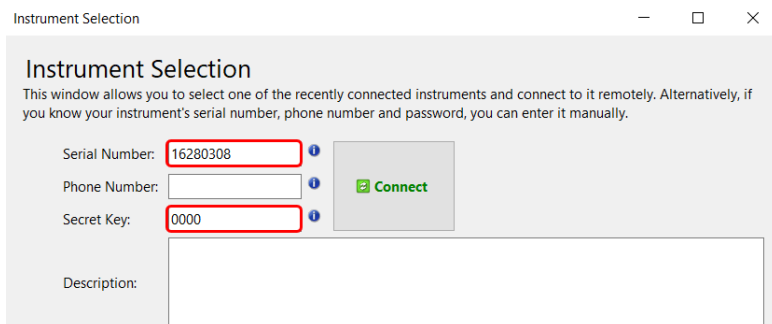 Instrument Selection
Instrument Selection
This window allows you to select one of the recently connected instruments and connect to it remotely. Alternatively, if
you know your instrument's serial number, phone number and password, you can enter it manually.
Serial Number: 16280308
Phone Number:
Connect
Secret Key: 0000
Description: